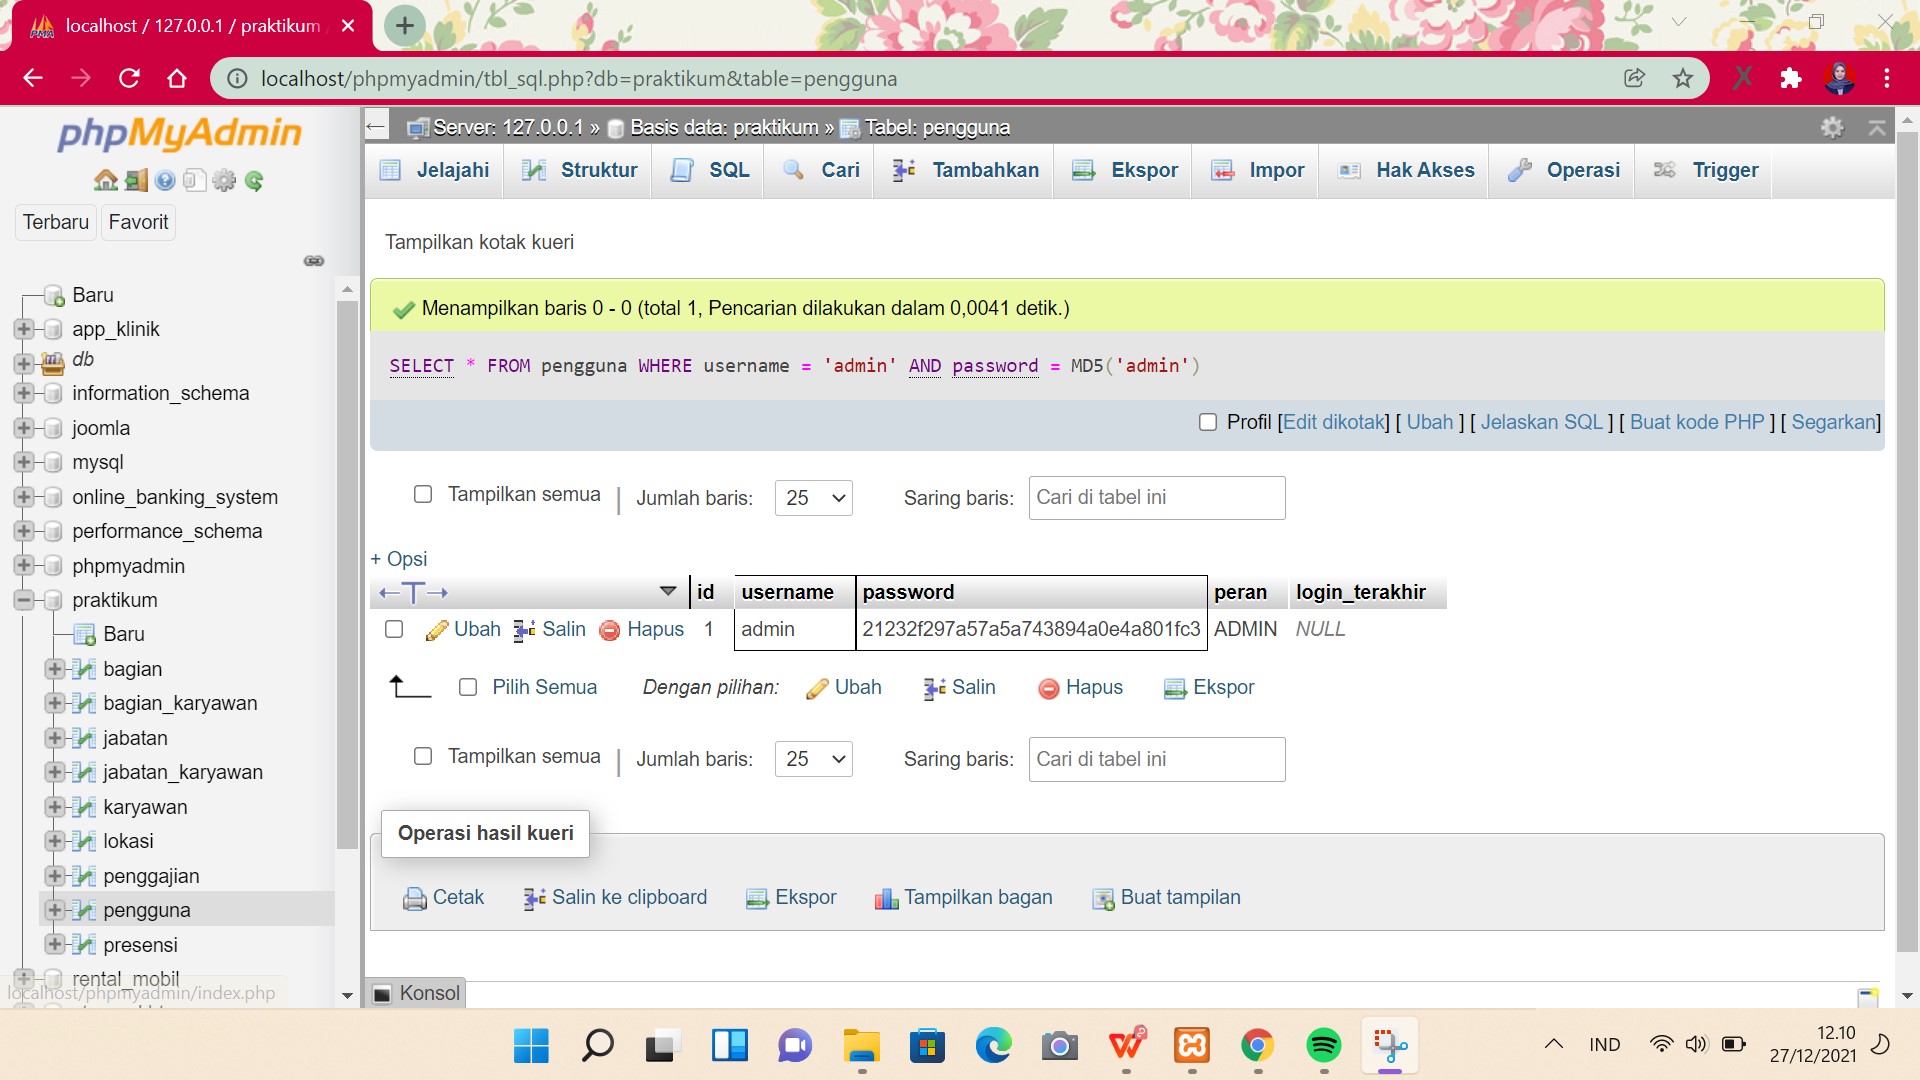 localhost / 127.0.0.1 / praktikum
localhost/phpmyadmin/tbl_sql.php?db=praktikum&table=pengguna
phpMyAdmin
Terbaru Favorit
Baru
app_klinik
db
information_schema
joomla
mysql
online_banking_system
performance_schema
phpmyadmin
praktikum
Baru
bagian
bagian_karyawan
jabatan
jabatan_karyawan
karyawan
lokasi
penggajian
pengguna
presensi
rental_mobil
localhost/phpmyadmin/index.php
Server: 127.0.0.1 » Basis data: praktikum » Tabel: pengguna
Jelajahi Struktur SQL Cari Tambahkan Ekspor Impor Hak Akses Operasi Trigger
Tampilkan kotak kueri
Menampilkan baris 0 - 0 (total 1, Pencarian dilakukan dalam 0,0041 detik.)
SELECT * FROM pengguna WHERE username = 'admin' AND password = MD5('admin')
Profil [Edit dikotak] [ Ubah ] [ Jelaskan SQL ] [ Buat kode PHP ] [ Segarkan]
Tampilkan semua | Jumlah baris: 25 Saring baris: Cari di tabel ini
+ Opsi
←T→ id username password peran login_terakhir
Ubah Salin Hapus 1 admin 21232f297a57a5a743894a0e4a801fc3 ADMIN NULL
Pilih Semua Dengan pilihan: Ubah Salin Hapus Ekspor
Tampilkan semua | Jumlah baris: 25 Saring baris: Cari di tabel ini
Operasi hasil kueri
Cetak Salin ke clipboard Ekspor Tampilkan bagan Buat tampilan
Konsol
IND
12.10
27/12/2021